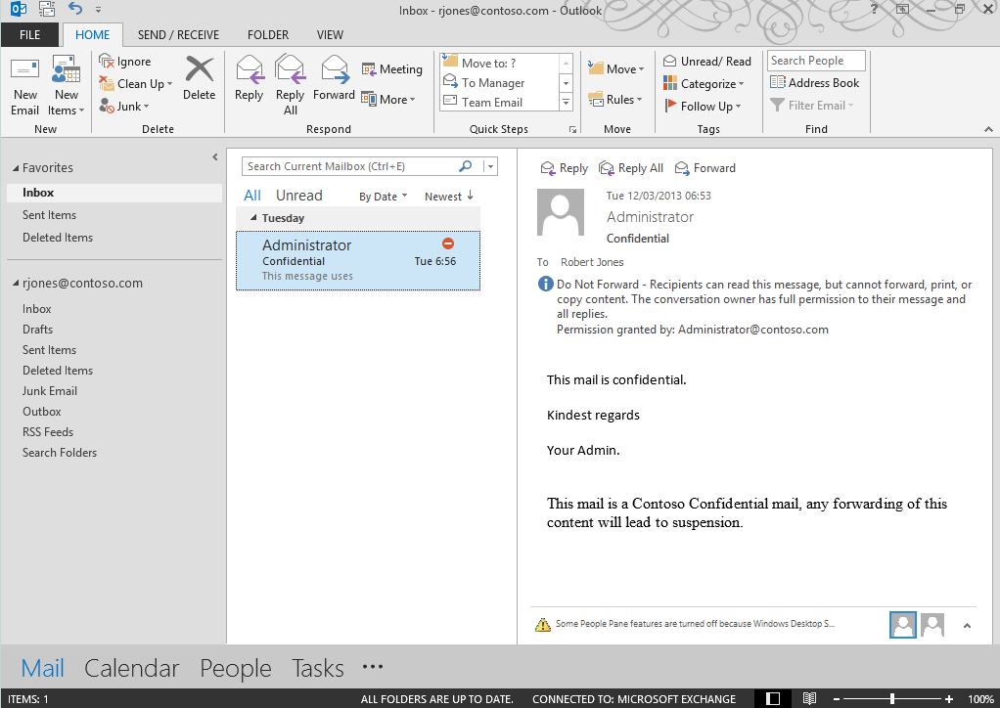 Inbox - rjones@contoso.com - Outlook
?
FILE HOME SEND / RECEIVE FOLDER VIEW
New Email
New Items
New
Ignore
Clean Up
Junk
Delete
Delete
Reply
Reply All
Forward
Meeting
More
Respond
Move to: ?
To Manager
Team Email
Quick Steps
Move
Rules
Move
Unread/ Read
Categorize
Follow Up
Tags
Search People
Address Book
Filter Email
Find
Favorites
Inbox
Sent Items
Deleted Items
rjones@contoso.com
Inbox
Drafts
Sent Items
Deleted Items
Junk Email
Outbox
RSS Feeds
Search Folders
Search Current Mailbox (Ctrl+E)
All Unread By Date Newest
Tuesday
Administrator
Confidential Tue 6:56
This message uses
Reply Reply All Forward
Tue 12/03/2013 06:53
Administrator
Confidential
To Robert Jones
Do Not Forward - Recipients can read this message, but cannot forward, print, or
copy content. The conversation owner has full permission to their message and
all replies.
Permission granted by: Administrator@contoso.com
This mail is confidential.
Kindest regards
Your Admin.
This mail is a Contoso Confidential mail, any forwarding of this
content will lead to suspension.
Some People Pane features are turned off because Windows Desktop S...
Mail Calendar People Tasks ···
ITEMS: 1 ALL FOLDERS ARE UP TO DATE. CONNECTED TO: MICROSOFT EXCHANGE 100%